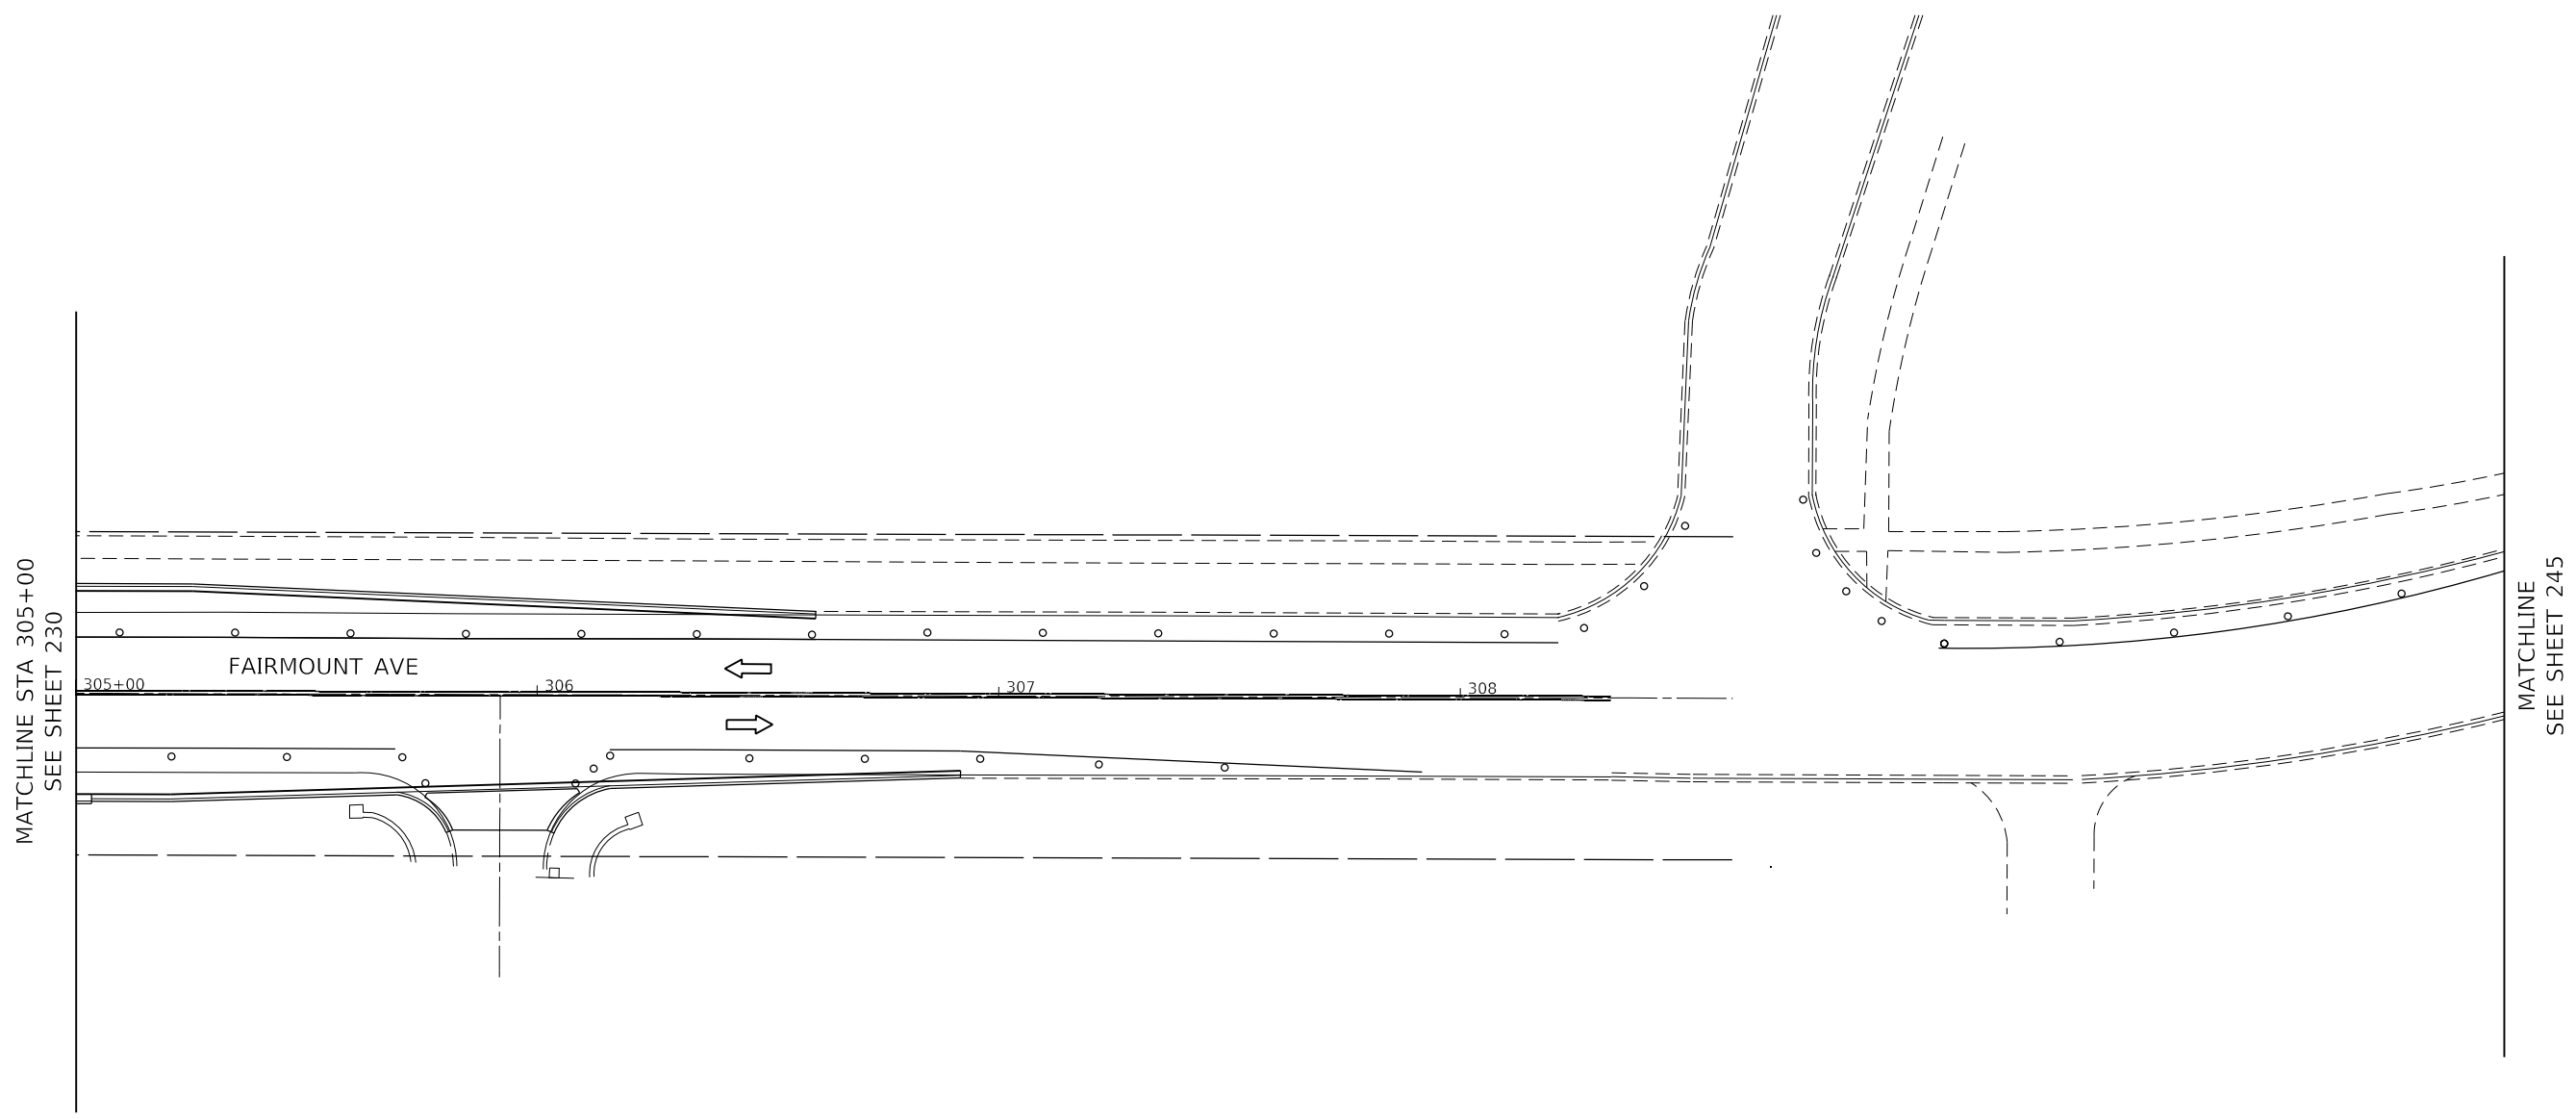 MATCHLINE STA 305+00
SEE SHEET 230
FAIRMOUNT AVE
305+00
306
307
308
MATCHLINE
SEE SHEET 245